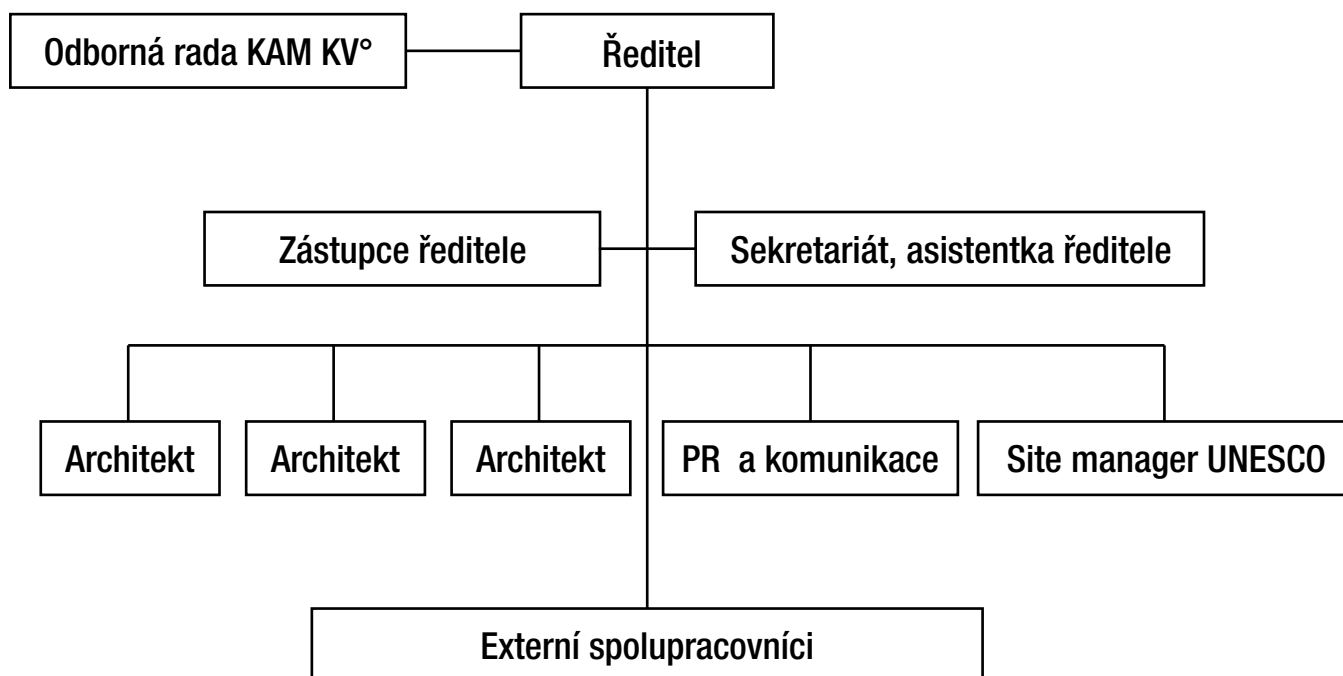 Odborná rada KAM KV°
Ředitel
Zástupce ředitele
Sekretariát, asistentka ředitele
Architekt
Architekt
Architekt
PR a komunikace
Site manager UNESCO
Externí spolupracovníci